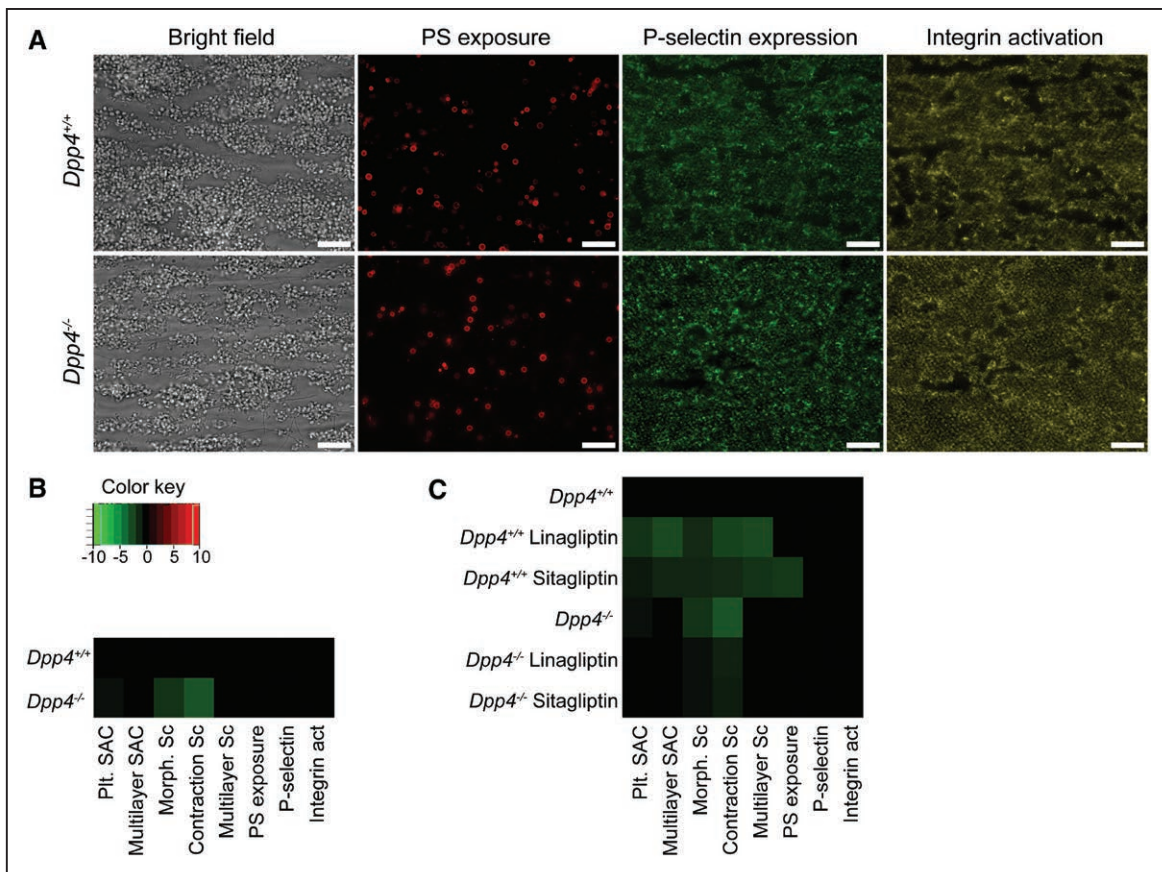 A
Bright field
PS exposure
P-selectin expression
Integrin activation
Dpp4+/+
Dpp4-/-
B
Color key
-10 -5 0 5 10
Dpp4+/+
Dpp4-/-
Plt. SAC
Multilayer SAC
Morph. Sc
Contraction Sc
Multilayer Sc
PS exposure
P-selectin
Integrin act
C
Dpp4+/+
Dpp4+/+ Linagliptin
Dpp4+/+ Sitagliptin
Dpp4-/-
Dpp4-/- Linagliptin
Dpp4-/- Sitagliptin
Plt. SAC
Multilayer SAC
Morph. Sc
Contraction Sc
Multilayer Sc
PS exposure
P-selectin
Integrin act